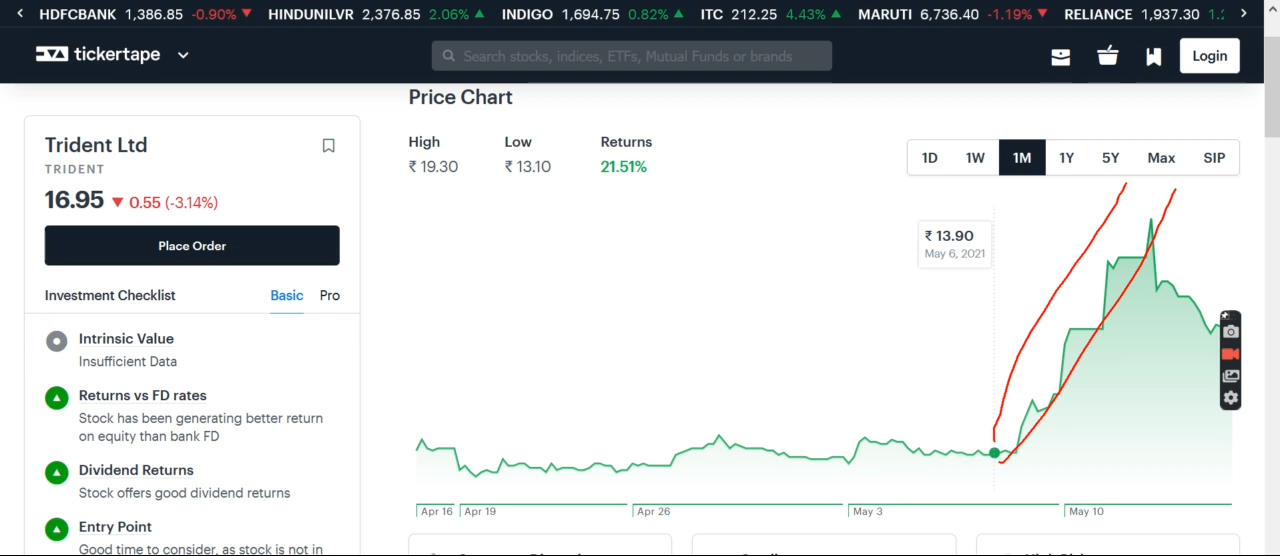 HDFCBANK 1,386.85 -0.90% HINDUNILVR 2,376.85 2.06% INDIGO 1,694.75 0.82% ITC 212.25 4.43% MARUTI 6,736.40 -1.19% RELIANCE 1,937.30
tickertape
Search stocks, indices, ETFs, Mutual Funds or brands
Login
Trident Ltd
TRIDENT
16.95 0.55 (-3.14%)
Place Order
Investment Checklist Basic Pro
Intrinsic Value
Insufficient Data
Returns vs FD rates
Stock has been generating better return
on equity than bank FD
Dividend Returns
Stock offers good dividend returns
Entry Point
Good time to consider, as stock is not in
Price Chart
High Low Returns
₹ 19.30 ₹ 13.10 21.51%
1D 1W 1M 1Y 5Y Max SIP
₹ 13.90
May 6, 2021
Apr 16 Apr 19 Apr 26 May 3 May 10